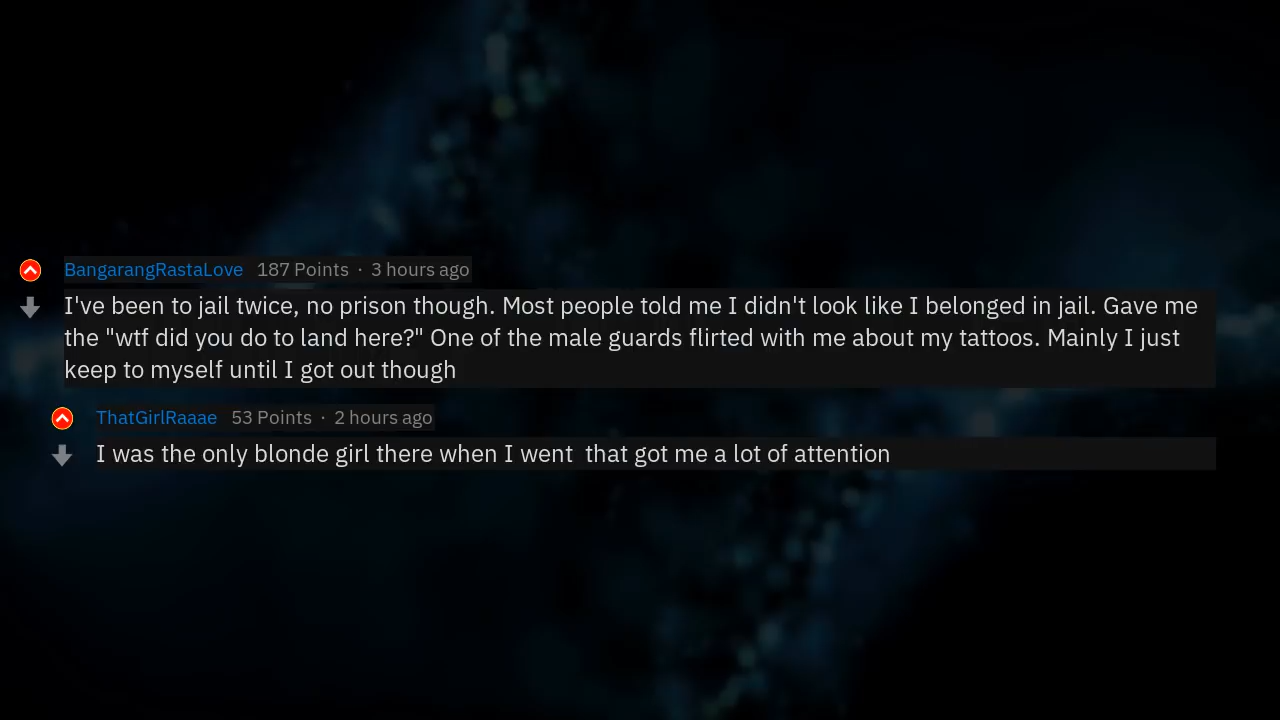 BangarangRastaLove 187 Points · 3 hours ago
I've been to jail twice, no prison though. Most people told me I didn't look like I belonged in jail. Gave me
the "wtf did you do to land here?" One of the male guards flirted with me about my tattoos. Mainly I just
keep to myself until I got out though
ThatGirlRaaae 53 Points · 2 hours ago
I was the only blonde girl there when I went  that got me a lot of attention